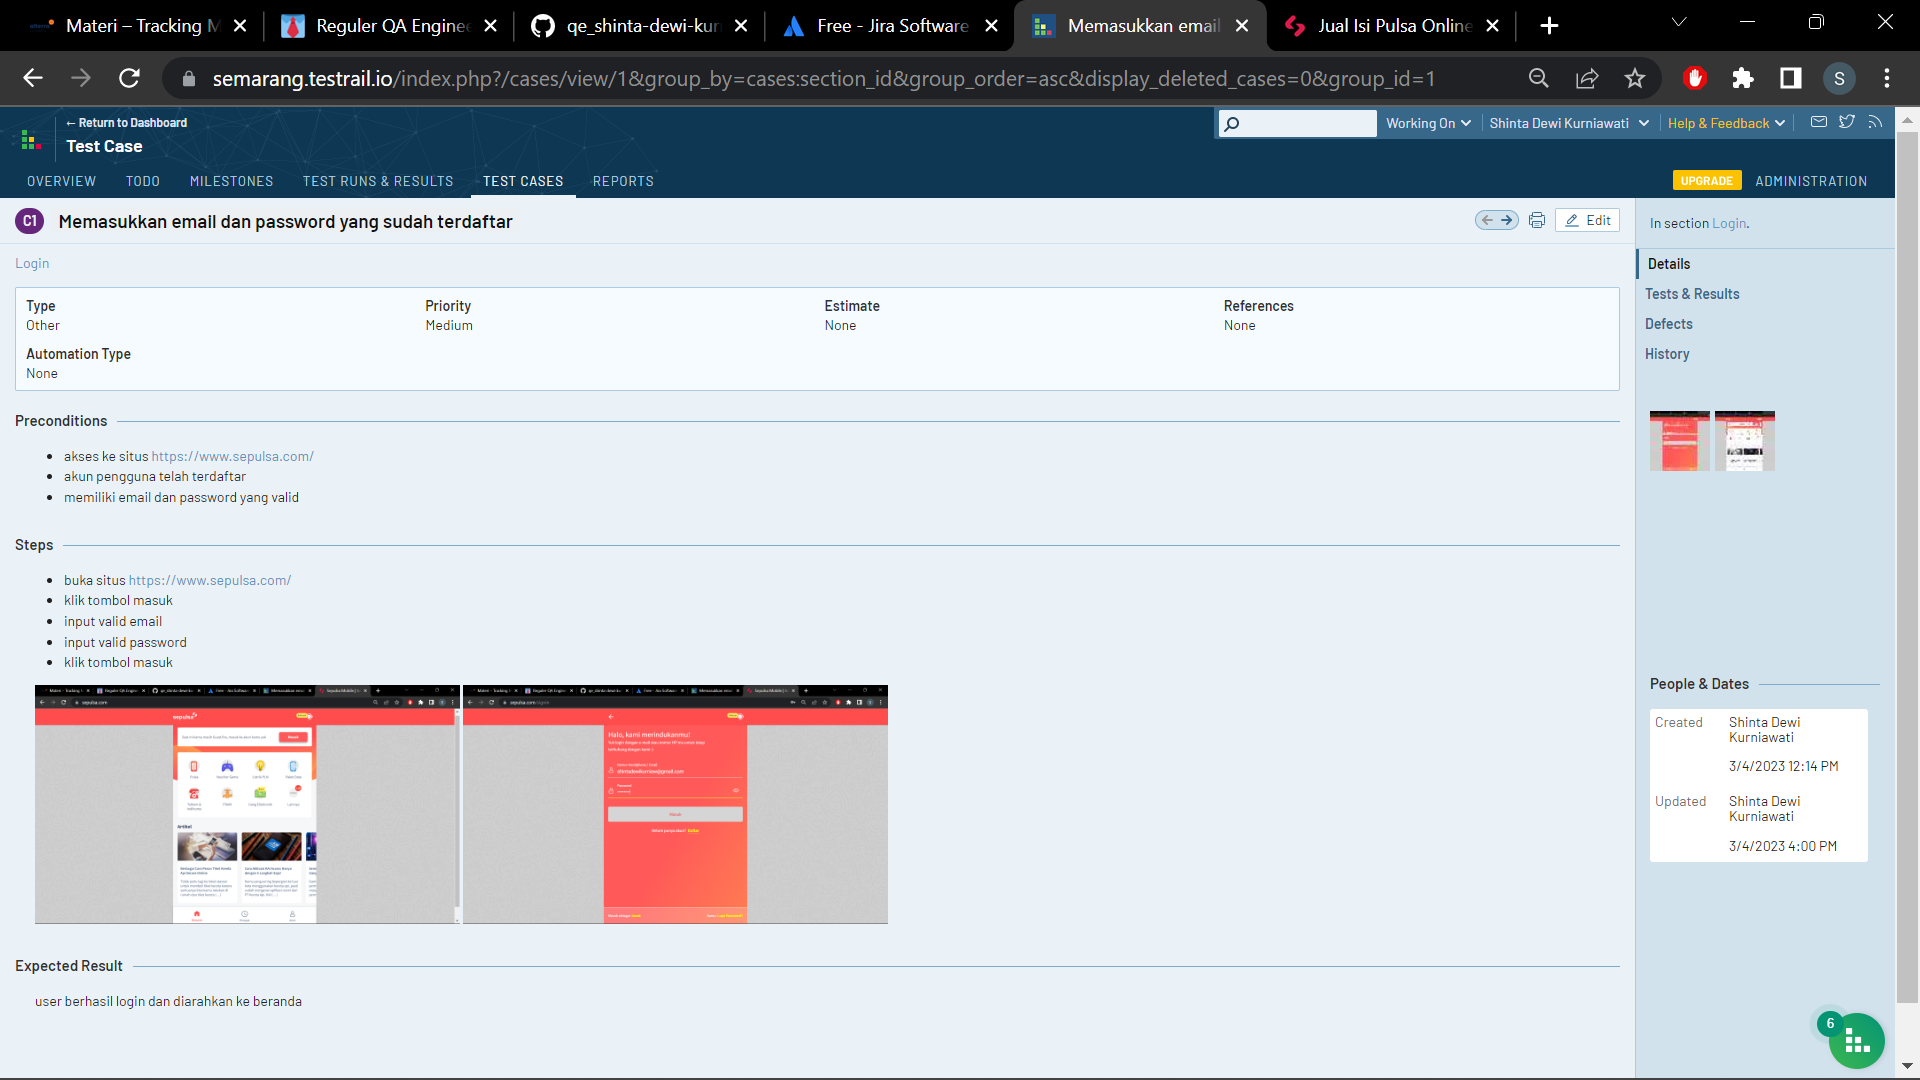 Materi – Tracking M
Reguler QA Enginee
qe_shinta-dewi-kur
Free - Jira Software
Memasukkan email
Jual Isi Pulsa Online
semarang.testrail.io/index.php?/cases/view/1&group_by=cases:section_id&group_order=asc&display_deleted_cases=0&group_id=1
S
← Return to Dashboard
Test Case
Working On
Shinta Dewi Kurniawati
Help & Feedback
OVERVIEW
TODO
MILESTONES
TEST RUNS & RESULTS
TEST CASES
REPORTS
UPGRADE
ADMINISTRATION
C1
Memasukkan email dan password yang sudah terdaftar
Edit
In section Login.
Login
Details
Tests & Results
Defects
History
Type
Other
Priority
Medium
Estimate
None
References
None
Automation Type
None
Preconditions
• akses ke situs https://www.sepulsa.com/
• akun pengguna telah terdaftar
• memiliki email dan password yang valid
Steps
• buka situs https://www.sepulsa.com/
• klik tombol masuk
• input valid email
• input valid password
• klik tombol masuk
sepulsa
Halo, kami merindukanmu!
Artikel
Masuk
People & Dates
Created
Shinta Dewi
Kurniawati
3/4/2023 12:14 PM
Updated
Shinta Dewi
Kurniawati
3/4/2023 4:00 PM
Expected Result
user berhasil login dan diarahkan ke beranda
6